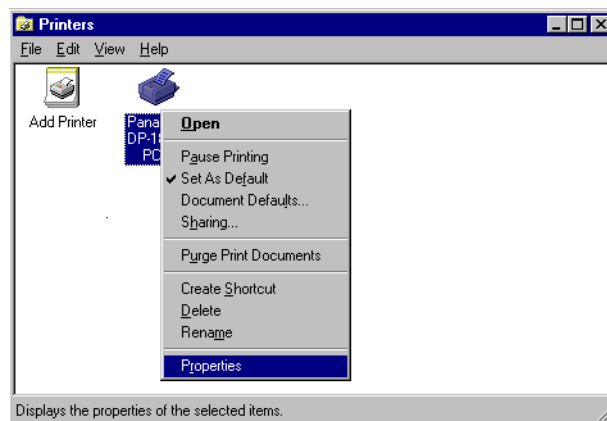 Printers
File Edit View Help
Add Printer
Pana
DP-18
PC
Open
Pause Printing
Set As Default
Document Defaults...
Sharing...
Purge Print Documents
Create Shortcut
Delete
Rename
Properties
Displays the properties of the selected items.